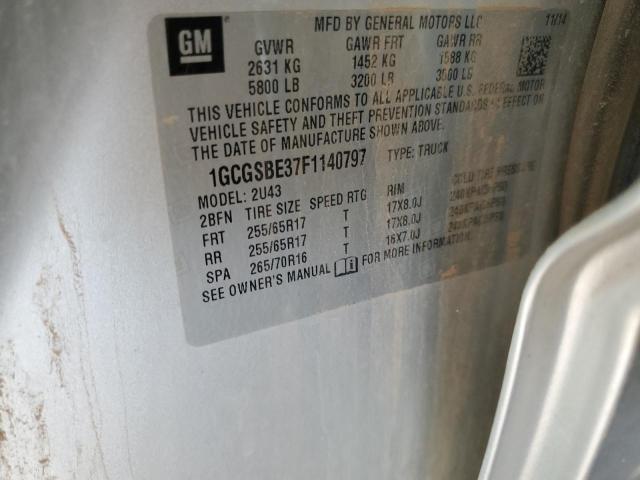 GM
MFD BY GENERAL MOTORS LLC 11/14
GVWR GAWR FRT GAWR RR
2631 KG 1452 KG 1588 KG
5800 LB 3200 LB 3500 LB
THIS VEHICLE CONFORMS TO ALL APPLICABLE U.S. FEDERAL MOTOR
VEHICLE SAFETY AND THEFT PREVENTION STANDARDS IN EFFECT ON
THE DATE OF MANUFACTURE SHOWN ABOVE.
1GCGSBE37F1140797 TYPE: TRUCK
MODEL: 2U43
2BFN TIRE SIZE SPEED RTG RIM COLD TIRE PRESSURE
FRT 255/65R17 T 17X8.0J
RR 255/65R17 T 17X8.0J
SPA 265/70R16 T 16X7.0J
SEE OWNER'S MANUAL FOR MORE INFORMATION.